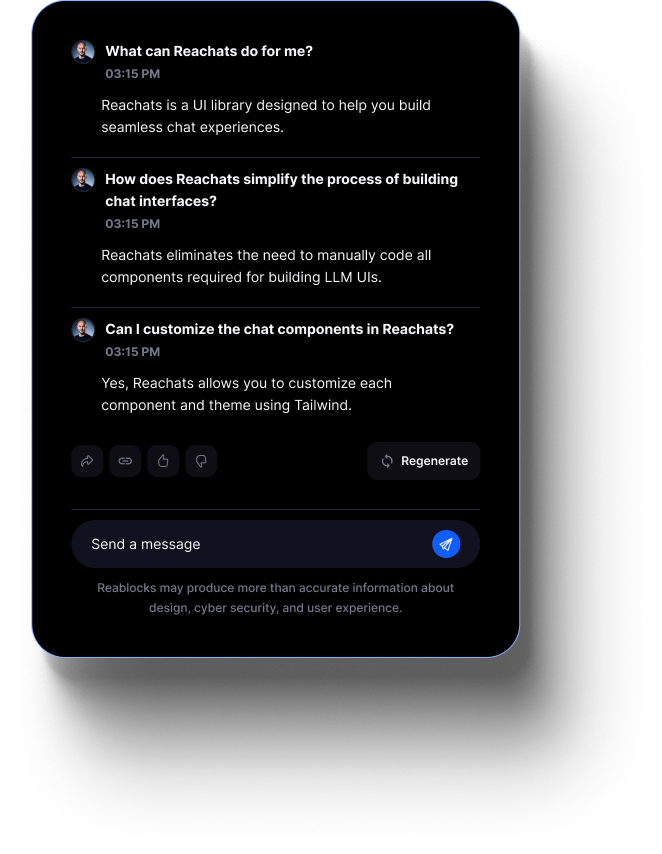 What can Reachats do for me?
03:15 PM
Reachats is a UI library designed to help you build
seamless chat experiences.
How does Reachats simplify the process of building
chat interfaces?
03:15 PM
Reachats eliminates the need to manually code all
components required for building LLM UIs.
Can I customize the chat components in Reachats?
03:15 PM
Yes, Reachats allows you to customize each
component and theme using Tailwind.
Regenerate
Send a message
Reablocks may produce more than accurate information about
design, cyber security, and user experience.